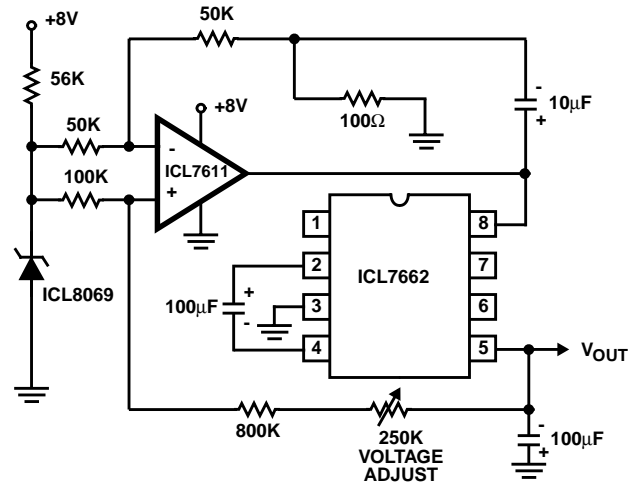 +8V
50K
56K
+8V
10μF
50K
100Ω
-
+
-
ICL7611
+
100K
1
8
ICL7662
2
7
ICL8069
100μF
+
-
3
6
4
5
VOUT
800K
250K
VOLTAGE
ADJUST
-
+
100μF